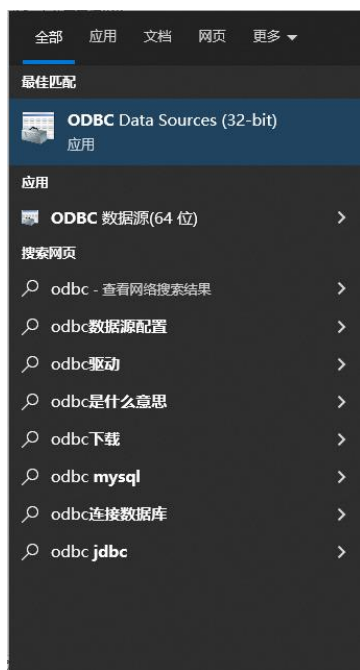 全部 应用 文档 网页 更多
最佳匹配
ODBC Data Sources (32-bit)
应用
应用
ODBC 数据源(64 位)
搜索网页
odbc - 查看网络搜索结果
odbc数据源配置
odbc驱动
odbc是什么意思
odbc下载
odbc mysql
odbc连接数据库
odbc jdbc